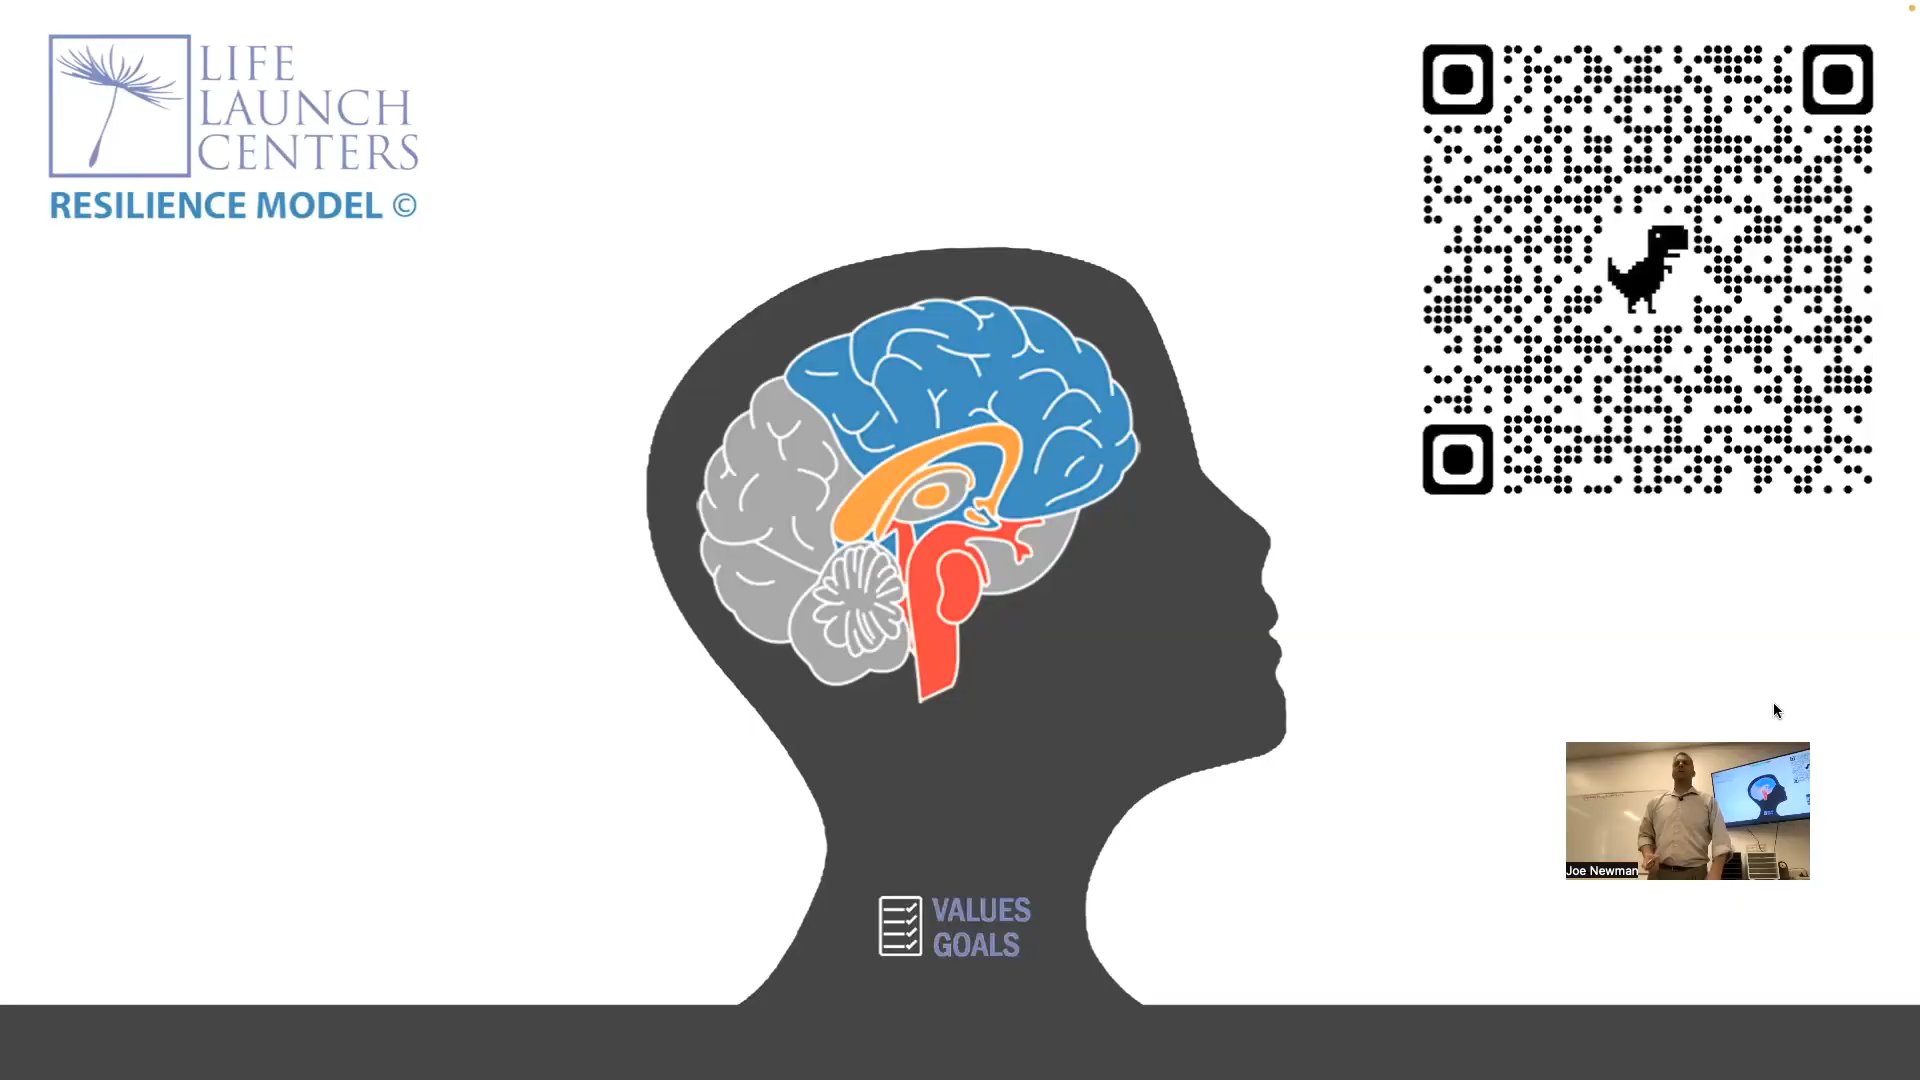 LIFE
LAUNCH
CENTERS
RESILIENCE MODEL ©
VALUES
GOALS
Joe Newman